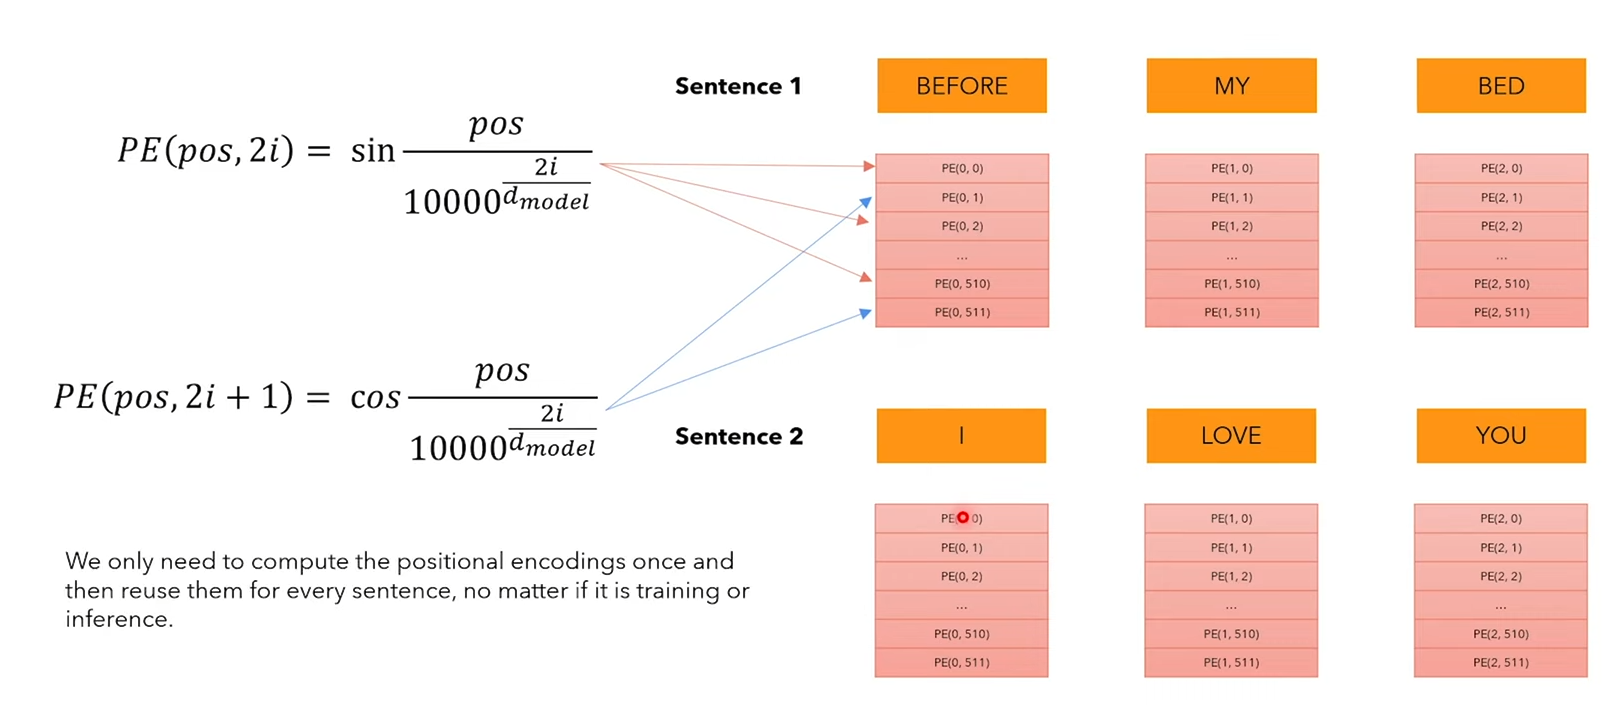 Sentence 1
BEFORE MY BED
PE(pos, 2i) = sin pos / 10000^(2i / d_model)
PE(0, 0) PE(1, 0) PE(2, 0)
PE(0, 1) PE(1, 1) PE(2, 1)
PE(0, 2) PE(1, 2) PE(2, 2)
... ... ...
PE(0, 510) PE(1, 510) PE(2, 510)
PE(0, 511) PE(1, 511) PE(2, 511)
PE(pos, 2i + 1) = cos pos / 10000^(2i / d_model)
Sentence 2
I LOVE YOU
PE 0) PE(1, 0) PE(2, 0)
PE(0, 1) PE(1, 1) PE(2, 1)
PE(0, 2) PE(1, 2) PE(2, 2)
... ... ...
PE(0, 510) PE(1, 510) PE(2, 510)
PE(0, 511) PE(1, 511) PE(2, 511)
We only need to compute the positional encodings once and
then reuse them for every sentence, no matter if it is training or
inference.